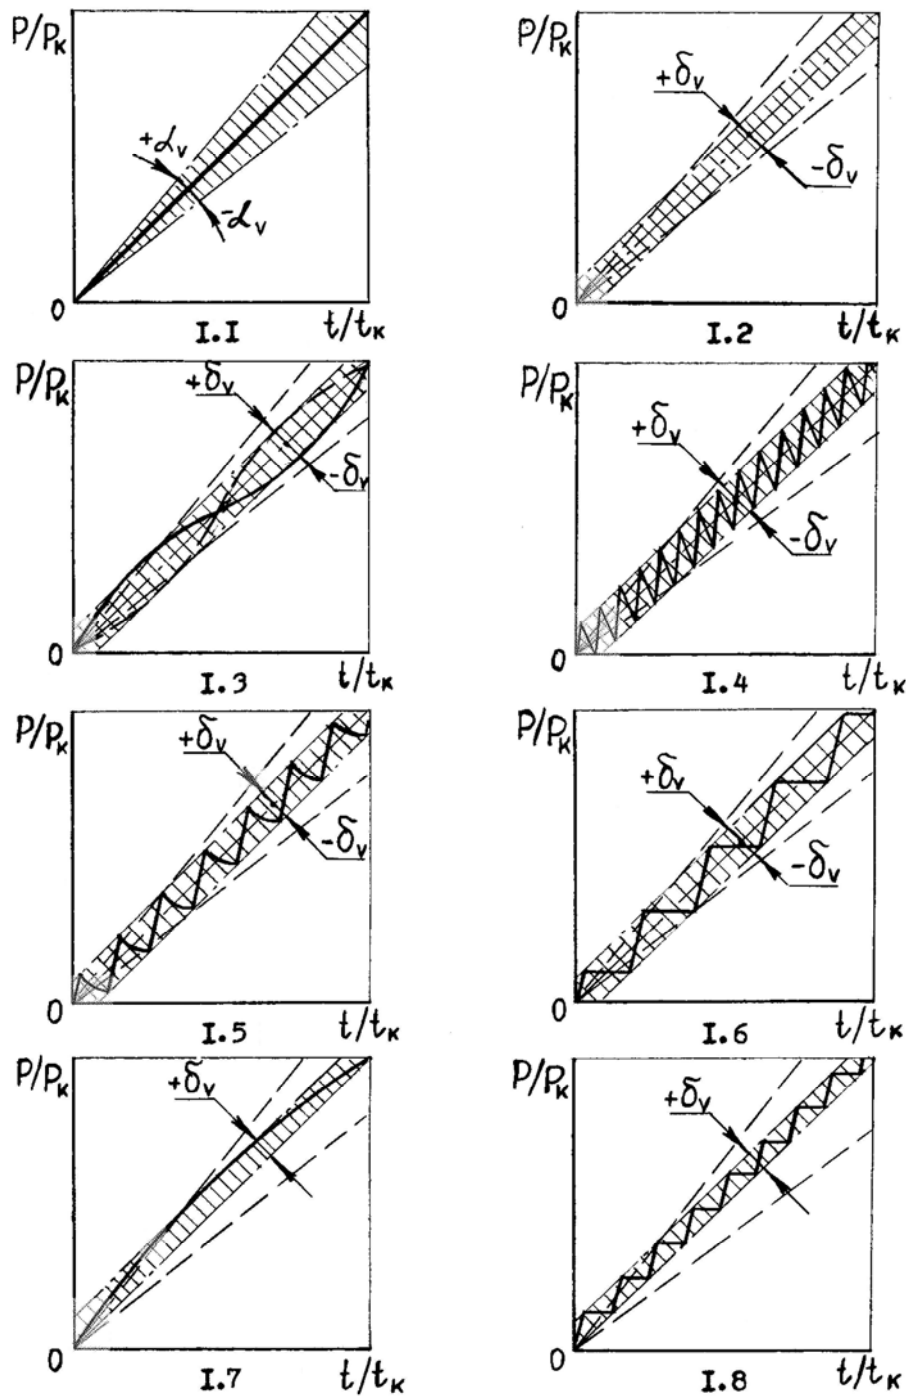 P/Pк
+αv
-αv
0
I.I
t/tк
P/Pк
+δv
-δv
0
I.2
t/tк
P/Pк
+δv
-δv
0
I.3
t/tк
P/Pк
+δv
-δv
0
I.4
t/tк
P/Pк
+δv
-δv
0
I.5
t/tк
P/Pк
+δv
-δv
0
I.6
t/tк
P/Pк
+δv
0
I.7
t/tк
P/Pк
+δv
0
I.8
t/tк